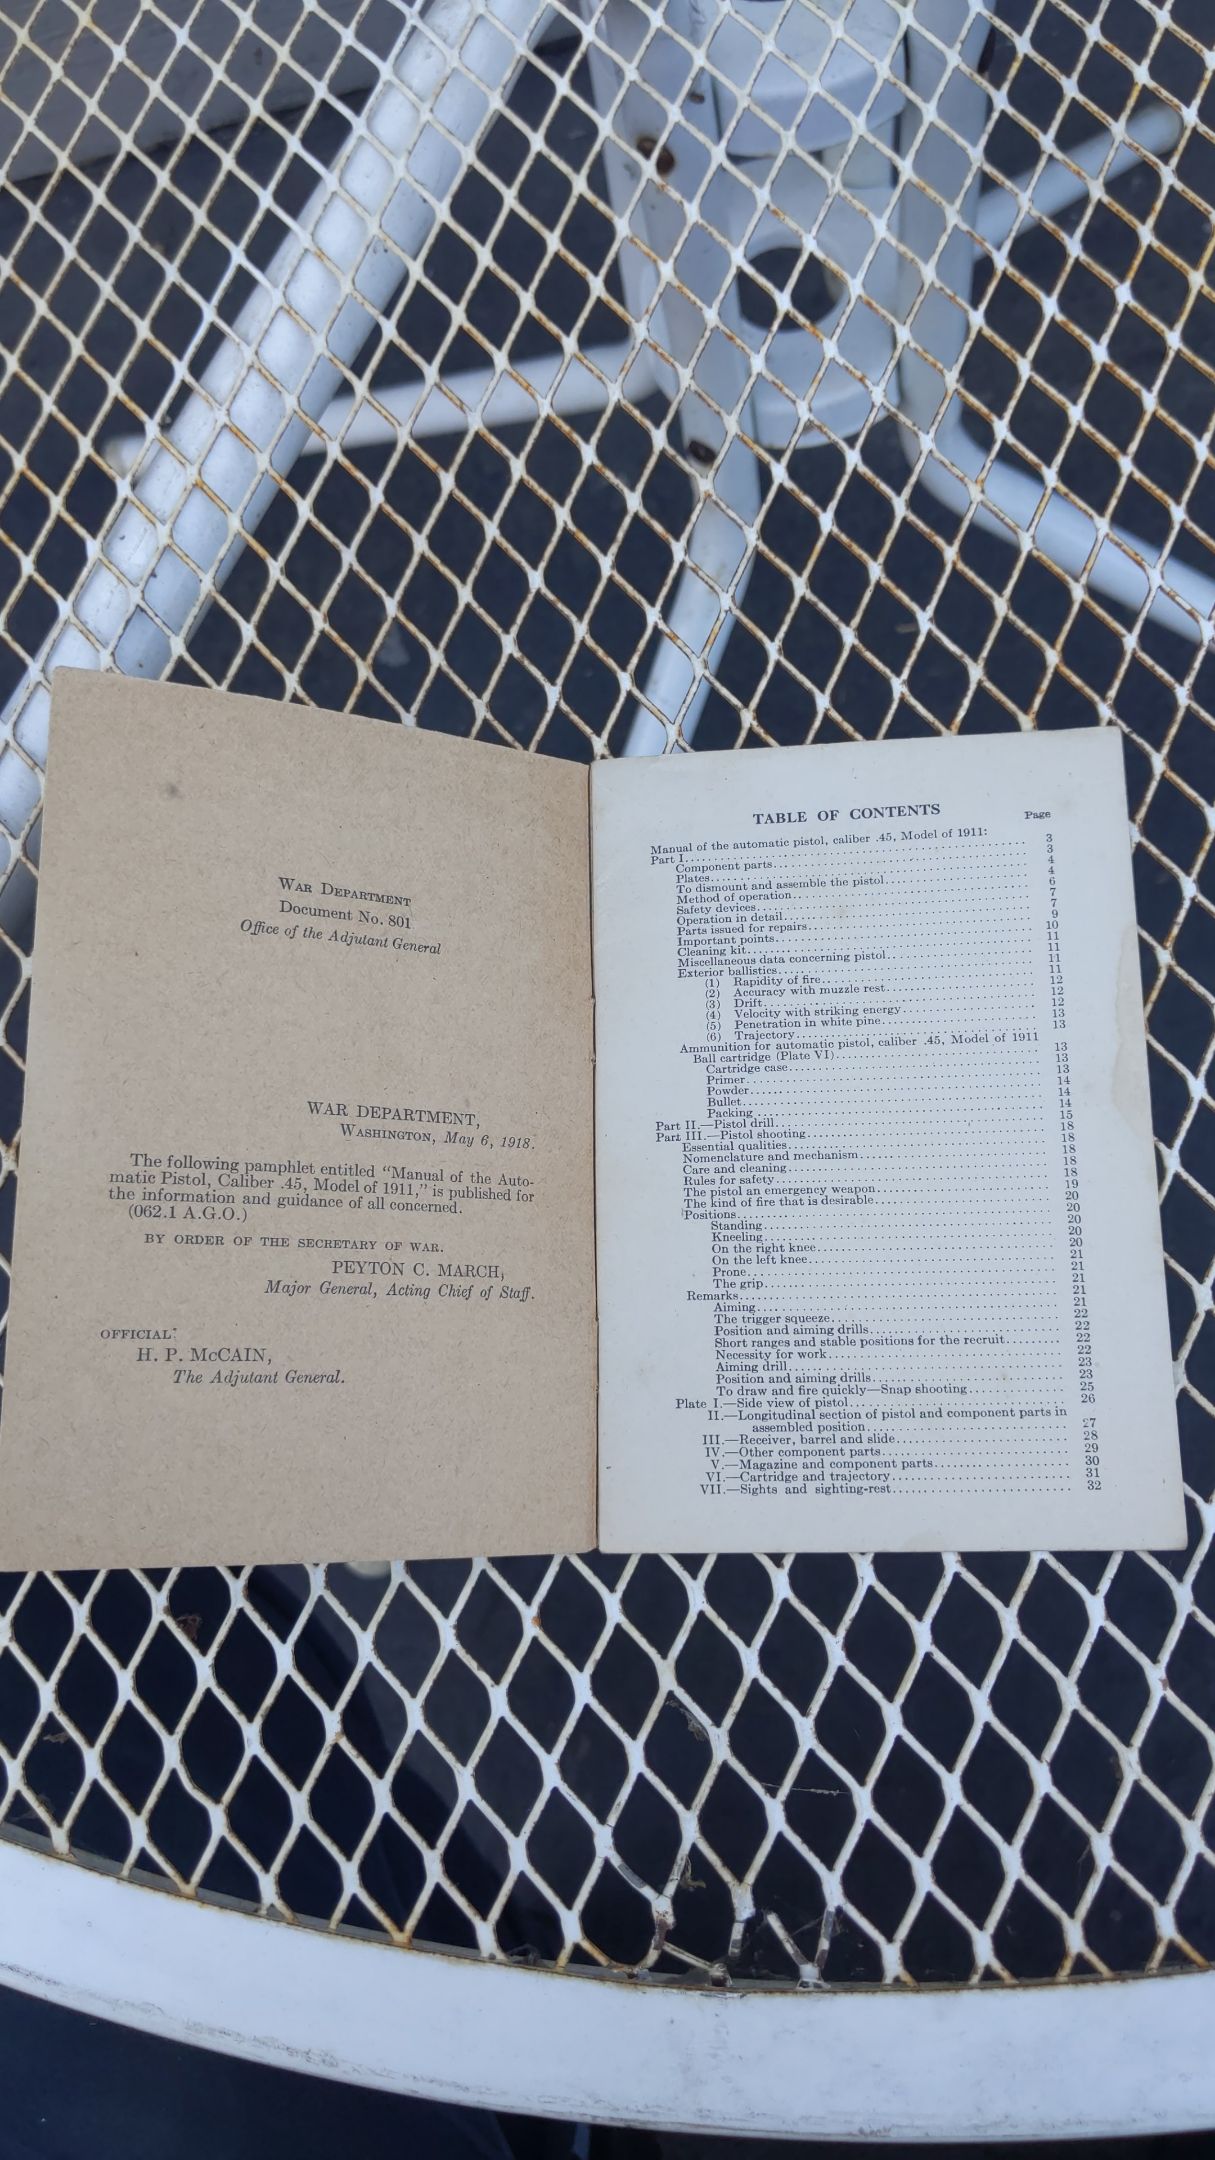 WAR DEPARTMENT
Document No. 801
Office of the Adjutant General
WAR DEPARTMENT,
WASHINGTON, May 6, 1918.
The following pamphlet entitled "Manual of the Auto-
matic Pistol, Caliber .45, Model of 1911," is published for
the information and guidance of all concerned.
(062.1 A.G.O.)
BY ORDER OF THE SECRETARY OF WAR.
PEYTON C. MARCH,
Major General, Acting Chief of Staff.
OFFICIAL:
H. P. McCAIN,
The Adjutant General.
TABLE OF CONTENTS
Page
Manual of the automatic pistol, caliber .45, Model of 1911:
Part I 3
Component parts 3
Plates 4
To dismount and assemble the pistol 4
Method of operation 6
Safety devices 7
Operation in detail 7
Parts issued for repairs 9
Important points 10
Cleaning kit 11
Miscellaneous data concerning pistol 11
Exterior ballistics 11
(1) Rapidity of fire 11
(2) Accuracy with muzzle rest 12
(3) Drift 12
(4) Velocity with striking energy 12
(5) Penetration in white pine 13
(6) Trajectory 13
Ammunition for automatic pistol, caliber .45, Model of 1911
Ball cartridge (Plate VI) 13
Cartridge case 13
Primer 13
Powder 14
Bullet 14
Packing 14
Part II.—Pistol drill 15
Part III.—Pistol shooting 18
Essential qualities 18
Nomenclature and mechanism 18
Care and cleaning 18
Rules for safety 18
The pistol an emergency weapon 19
The kind of fire that is desirable 20
Positions 20
Standing 20
Kneeling 20
On the right knee 20
On the left knee 21
Prone 21
The grip 21
Remarks 21
Aiming 21
The trigger squeeze 22
Position and aiming drills 22
Short ranges and stable positions for the recruit 22
Necessity for work 22
Aiming drill 23
Position and aiming drills 23
To draw and fire quickly—Snap shooting 25
Plate I.—Side view of pistol 26
II.—Longitudinal section of pistol and component parts in
assembled position 27
III.—Receiver, barrel and slide 28
IV.—Other component parts 29
V.—Magazine and component parts 30
VI.—Cartridge and trajectory 31
VII.—Sights and sighting-rest 32